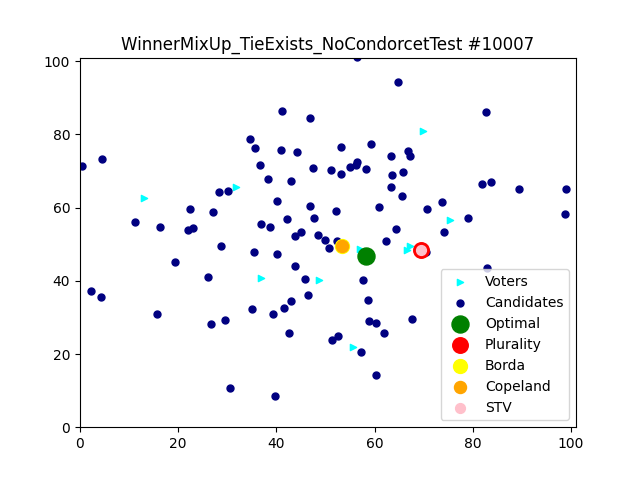 WinnerMixUp_TieExists_NoCondorcetTest #10007
100
80
60
40
20
0
0 20 40 60 80 100
Voters
Candidates
Optimal
Plurality
Borda
Copeland
STV